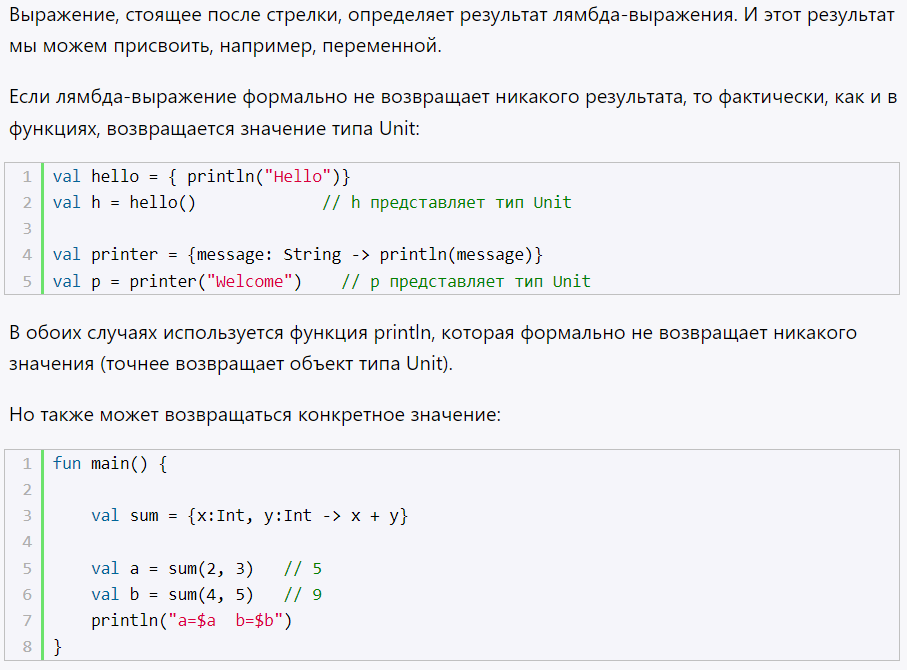 Выражение, стоящее после стрелки, определяет результат лямбда-выражения. И этот результат
мы можем присвоить, например, переменной.
Если лямбда-выражение формально не возвращает никакого результата, то фактически, как и в
функциях, возвращается значение типа Unit:
1 val hello = { println("Hello")}
2 val h = hello()             // h представляет тип Unit
3
4 val printer = {message: String -> println(message)}
5 val p = printer("Welcome")    // p представляет тип Unit
В обоих случаях используется функция println, которая формально не возвращает никакого
значения (точнее возвращает объект типа Unit).
Но также может возвращаться конкретное значение:
1 fun main() {
2
3     val sum = {x:Int, y:Int -> x + y}
4
5     val a = sum(2, 3)   // 5
6     val b = sum(4, 5)   // 9
7     println("a=$a  b=$b")
8 }